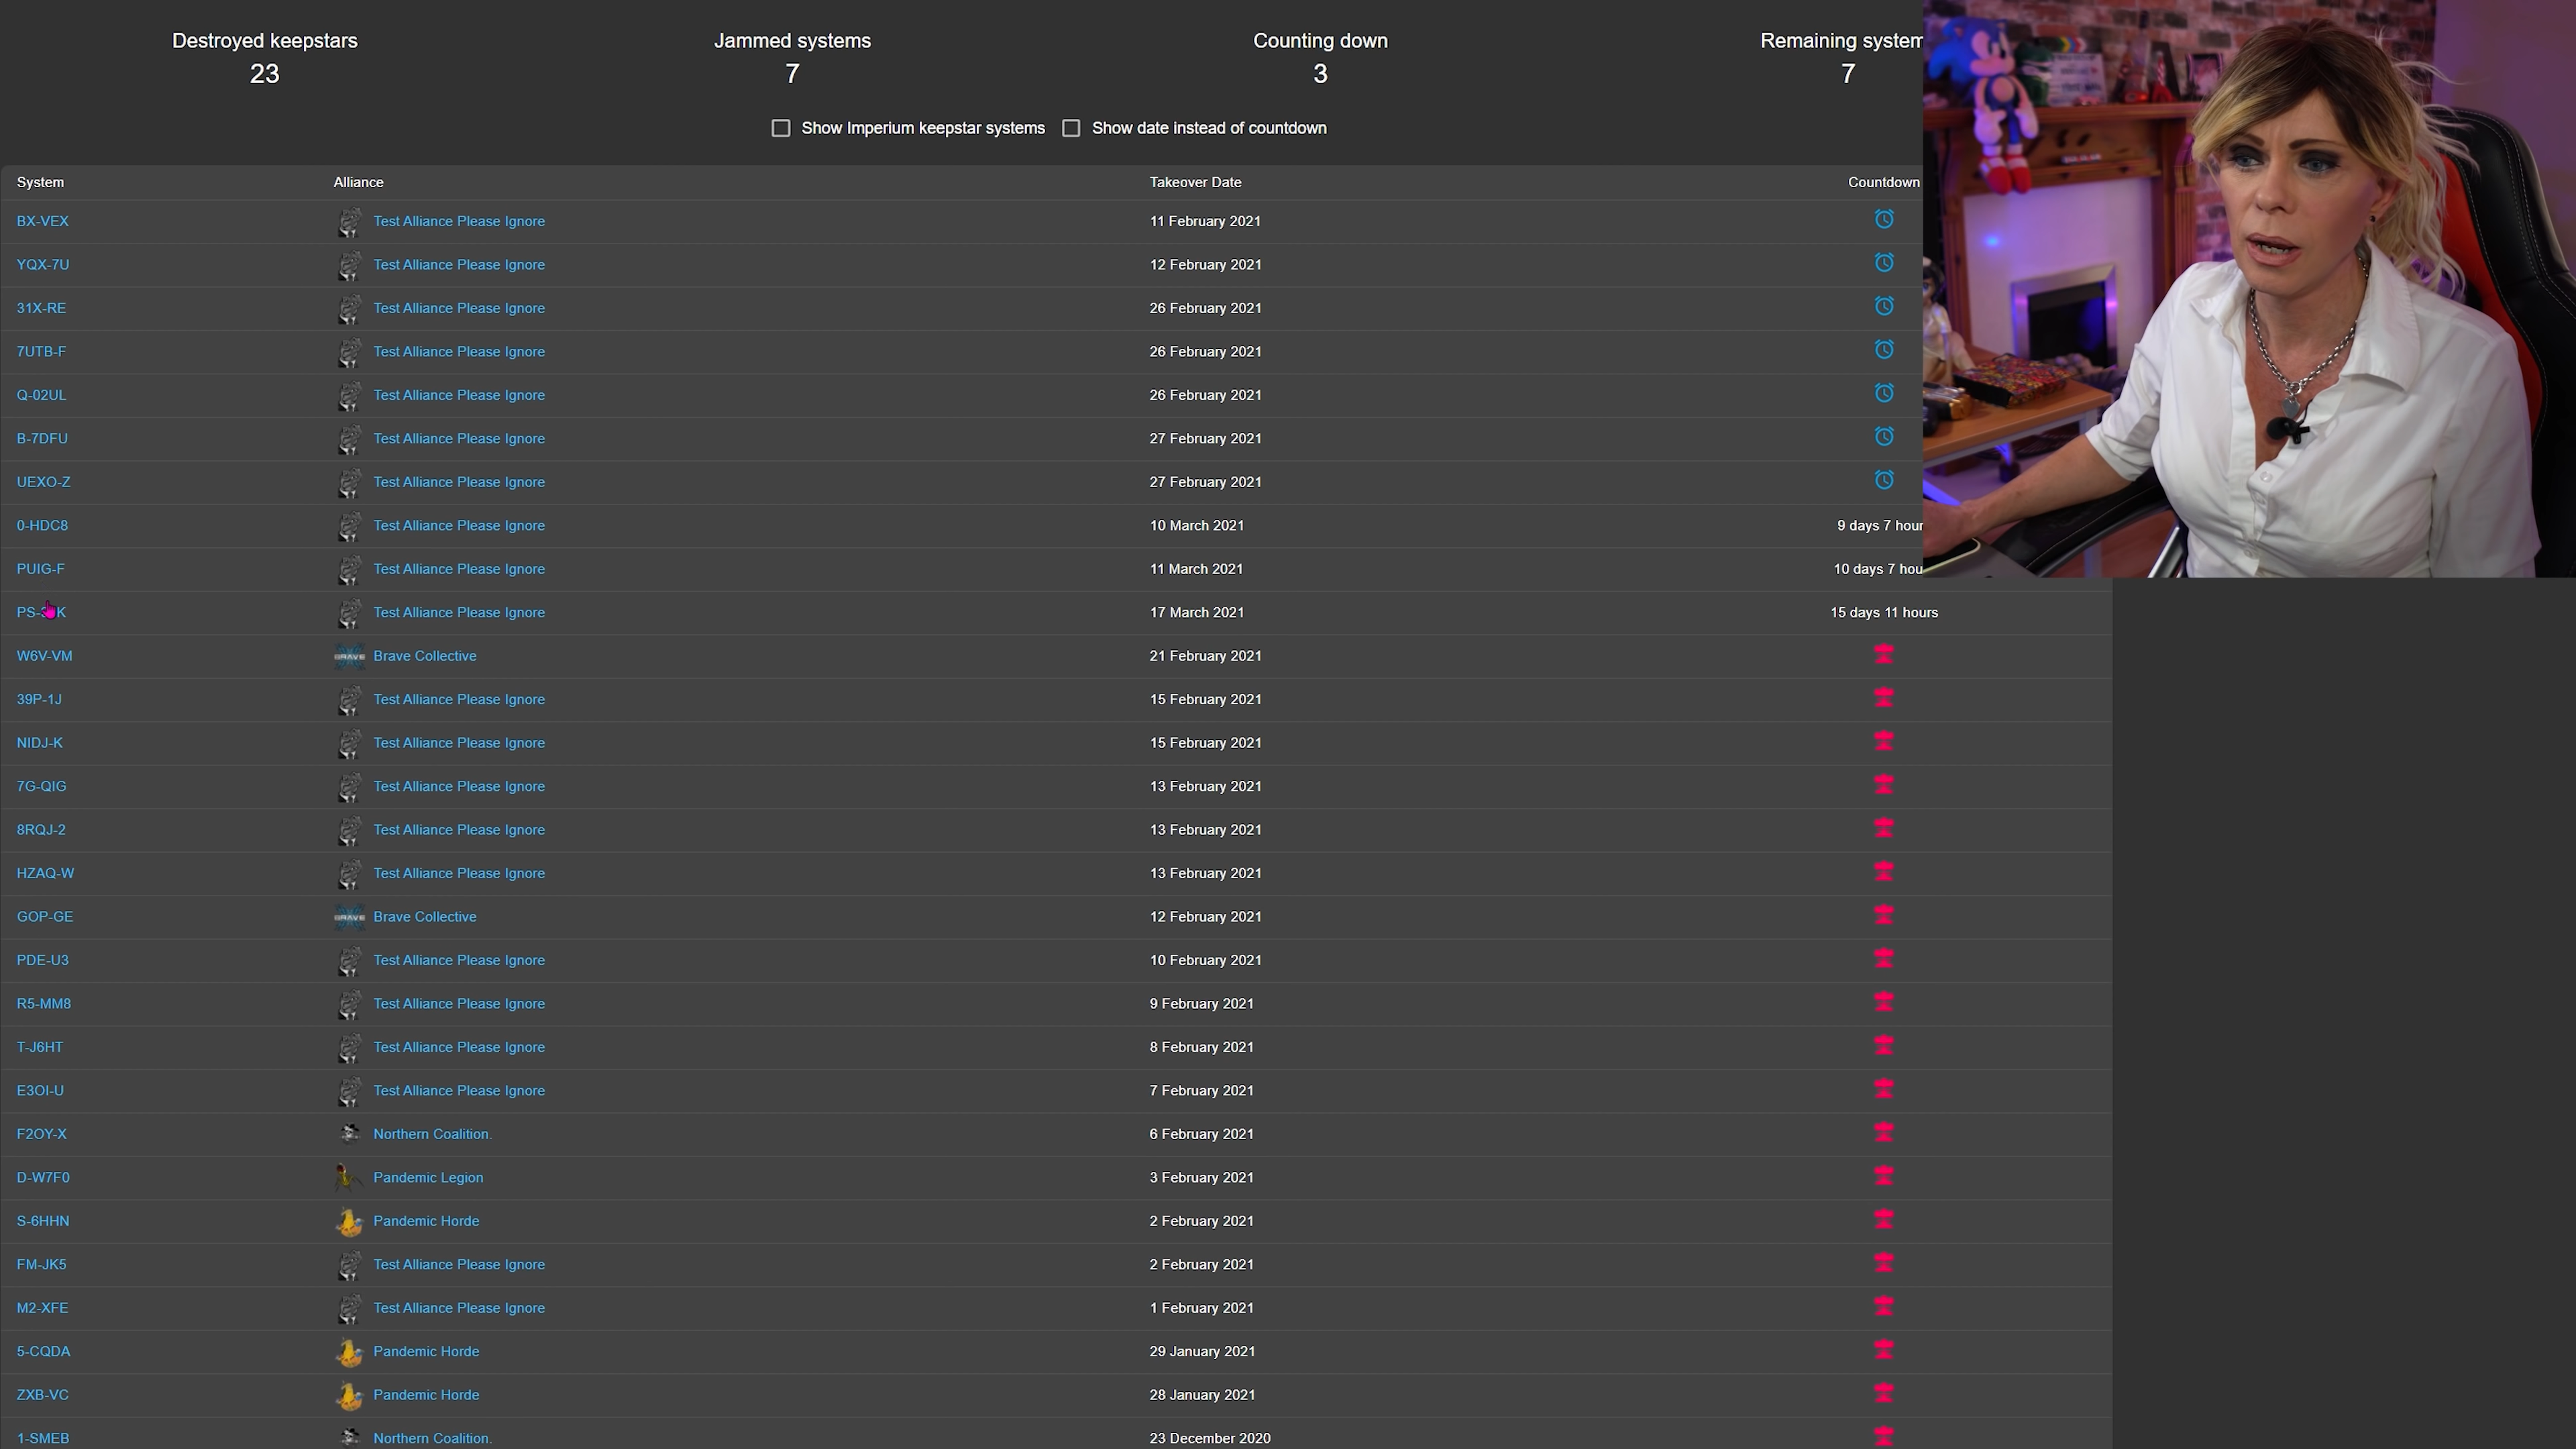 Destroyed keepstars Jammed systems Counting down Remaining system
23 7 3 7
Show Imperium keepstar systems Show date instead of countdown
System Alliance Takeover Date Countdown
BX-VEX Test Alliance Please Ignore 11 February 2021
YQX-7U Test Alliance Please Ignore 12 February 2021
31X-RE Test Alliance Please Ignore 26 February 2021
7UTB-F Test Alliance Please Ignore 26 February 2021
Q-02UL Test Alliance Please Ignore 26 February 2021
B-7DFU Test Alliance Please Ignore 27 February 2021
UEXO-Z Test Alliance Please Ignore 27 February 2021
0-HDC8 Test Alliance Please Ignore 10 March 2021 9 days 7 hour
PUIG-F Test Alliance Please Ignore 11 March 2021 10 days 7 hou
Test Alliance Please Ignore 17 March 2021 15 days 11 hours
W6V-VM BRAVE Brave Collective 21 February 2021
39P-1J Test Alliance Please Ignore 15 February 2021
NIDJ-K Test Alliance Please Ignore 15 February 2021
7G-QIG Test Alliance Please Ignore 13 February 2021
8RQJ-2 Test Alliance Please Ignore 13 February 2021
HZAQ-W Test Alliance Please Ignore 13 February 2021
GOP-GE BRAVE Brave Collective 12 February 2021
PDE-U3 Test Alliance Please Ignore 10 February 2021
R5-MM8 Test Alliance Please Ignore 9 February 2021
T-J6HT Test Alliance Please Ignore 8 February 2021
E3OI-U Test Alliance Please Ignore 7 February 2021
F2OY-X Northern Coalition. 6 February 2021
D-W7F0 Pandemic Legion 3 February 2021
S-6HHN Pandemic Horde 2 February 2021
FM-JK5 Test Alliance Please Ignore 2 February 2021
M2-XFE Test Alliance Please Ignore 1 February 2021
5-CQDA Pandemic Horde 29 January 2021
ZXB-VC Pandemic Horde 28 January 2021
1-SMEB Northern Coalition. 23 December 2020